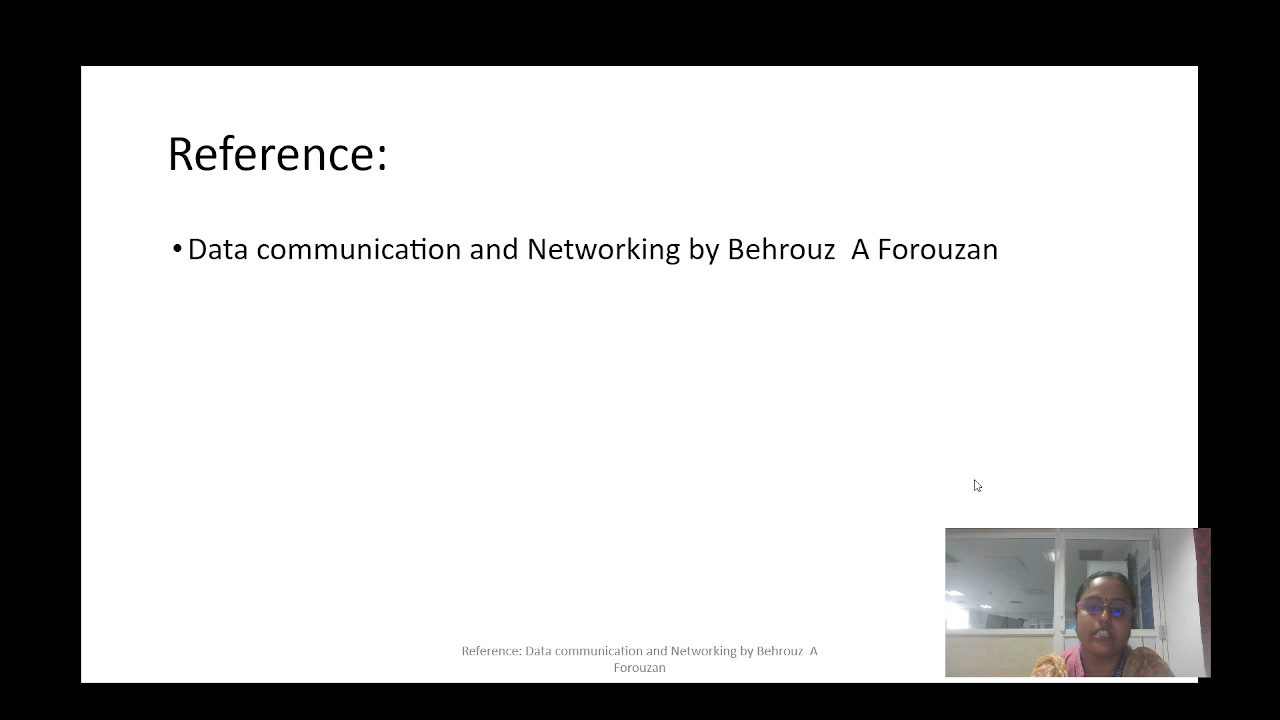 Reference:
•Data communication and Networking by Behrouz  A Forouzan
Reference: Data communication and Networking by Behrouz  A
Forouzan